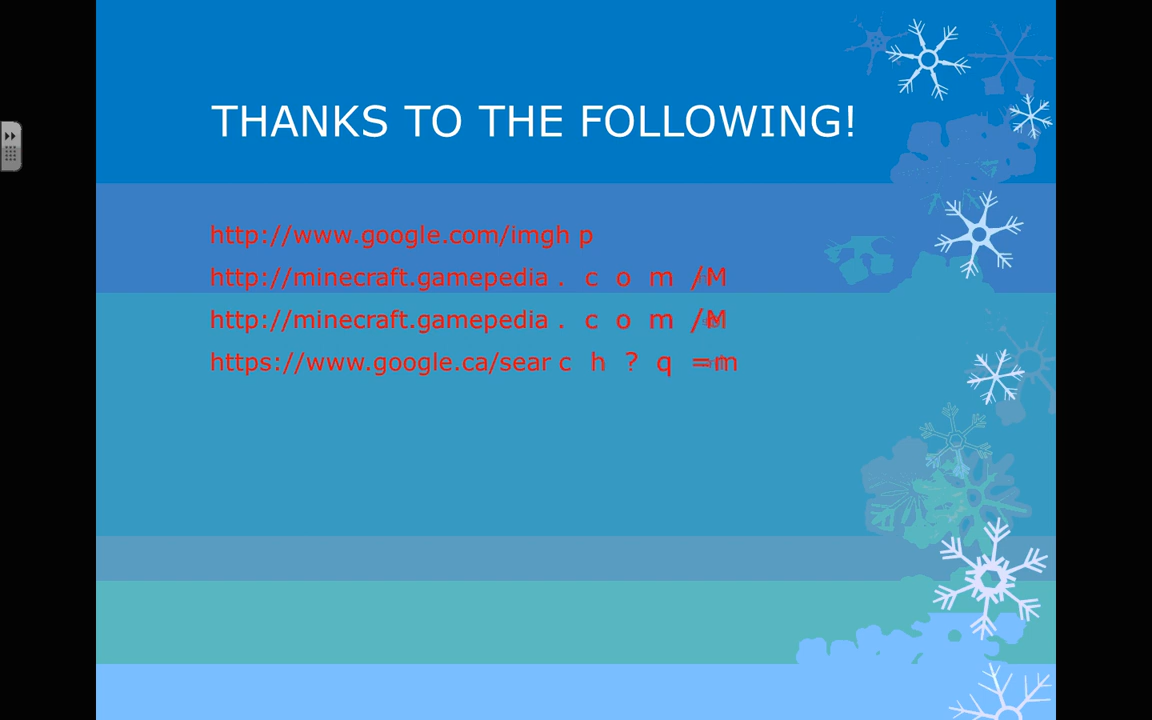 THANKS TO THE FOLLOWING!
http://www.google.com/imgh p
http://minecraft.gamepedia . c o m /M
http://minecraft.gamepedia . c o m /M
https://www.google.ca/sear c h ? q =m